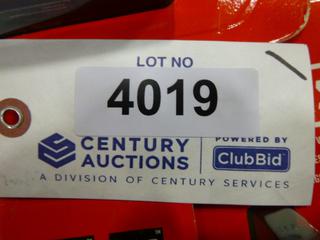 LOT NO
4019
CENTURY
AUCTIONS
POWERED BY
ClubBid
A DIVISION OF CENTURY SERVICES